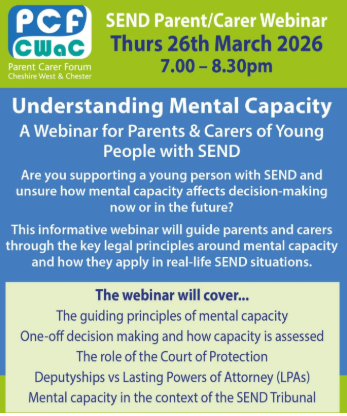 PCF
CWaC
Parent Carer Forum
Cheshire West & Chester
SEND Parent/Carer Webinar
Thurs 26th March 2026
7.00 – 8.30pm
Understanding Mental Capacity
A Webinar for Parents & Carers of Young
People with SEND
Are you supporting a young person with SEND and
unsure how mental capacity affects decision-making
now or in the future?
This informative webinar will guide parents and carers
through the key legal principles around mental capacity
and how they apply in real-life SEND situations.
The webinar will cover...
The guiding principles of mental capacity
One-off decision making and how capacity is assessed
The role of the Court of Protection
Deputyships vs Lasting Powers of Attorney (LPAs)
Mental capacity in the context of the SEND Tribunal